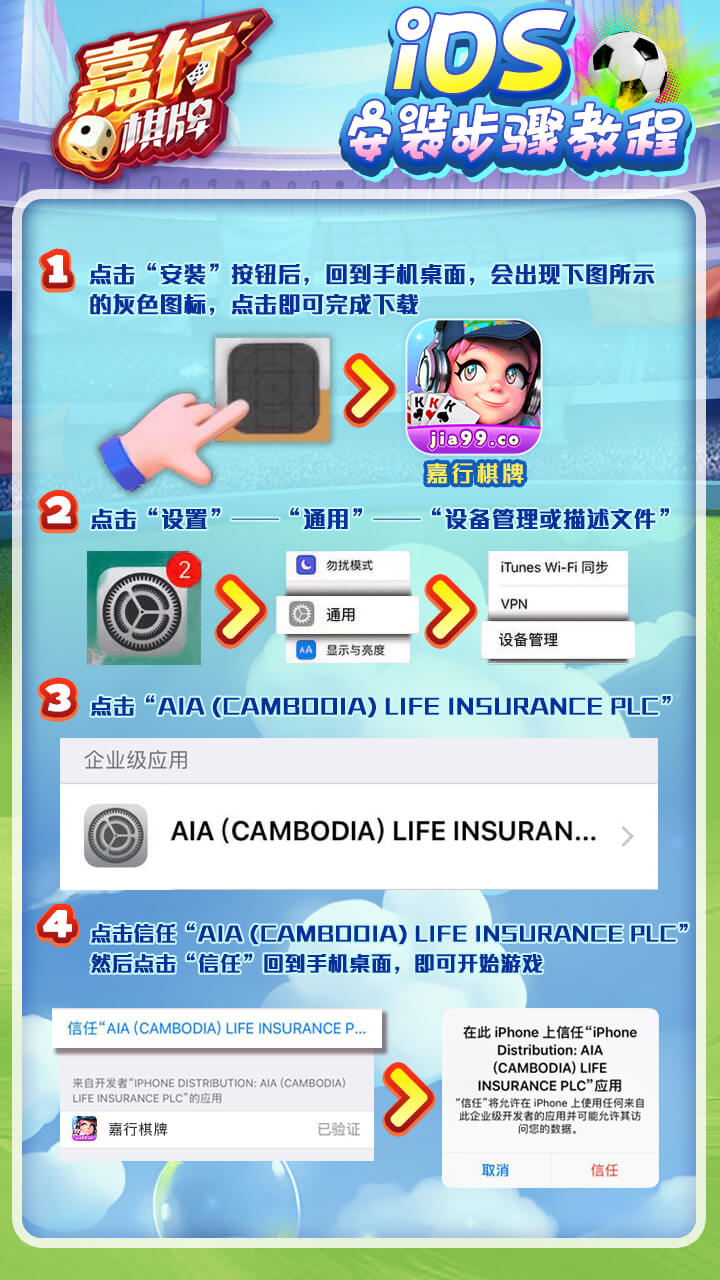 嘉行
棋牌
iOS
安装步骤教程
1
点击“安装”按钮后，回到手机桌面，会出现下图所示
的灰色图标，点击即可完成下载
K K K
jia99.co
嘉行棋牌
2
点击“设置”——“通用”——“设备管理或描述文件”
2
勿扰模式
通用
AA 显示与亮度
iTunes Wi-Fi 同步
VPN
设备管理
3
点击“AIA (CAMBODIA) LIFE INSURANCE PLC”
企业级应用
AIA (CAMBODIA) LIFE INSURAN...
4
点击信任“AIA (CAMBODIA) LIFE INSURANCE PLC”
然后点击“信任”回到手机桌面，即可开始游戏
信任“AIA (CAMBODIA) LIFE INSURANCE P...
来自开发者“IPHONE DISTRIBUTION: AIA (CAMBODIA)
LIFE INSURANCE PLC”的应用
嘉行棋牌 已验证
在此 iPhone 上信任“iPhone
Distribution: AIA
(CAMBODIA) LIFE
INSURANCE PLC”应用
“信任”将允许在 iPhone 上使用任何来自
此企业级开发者的应用并可能允许其访
问您的数据。
取消 信任